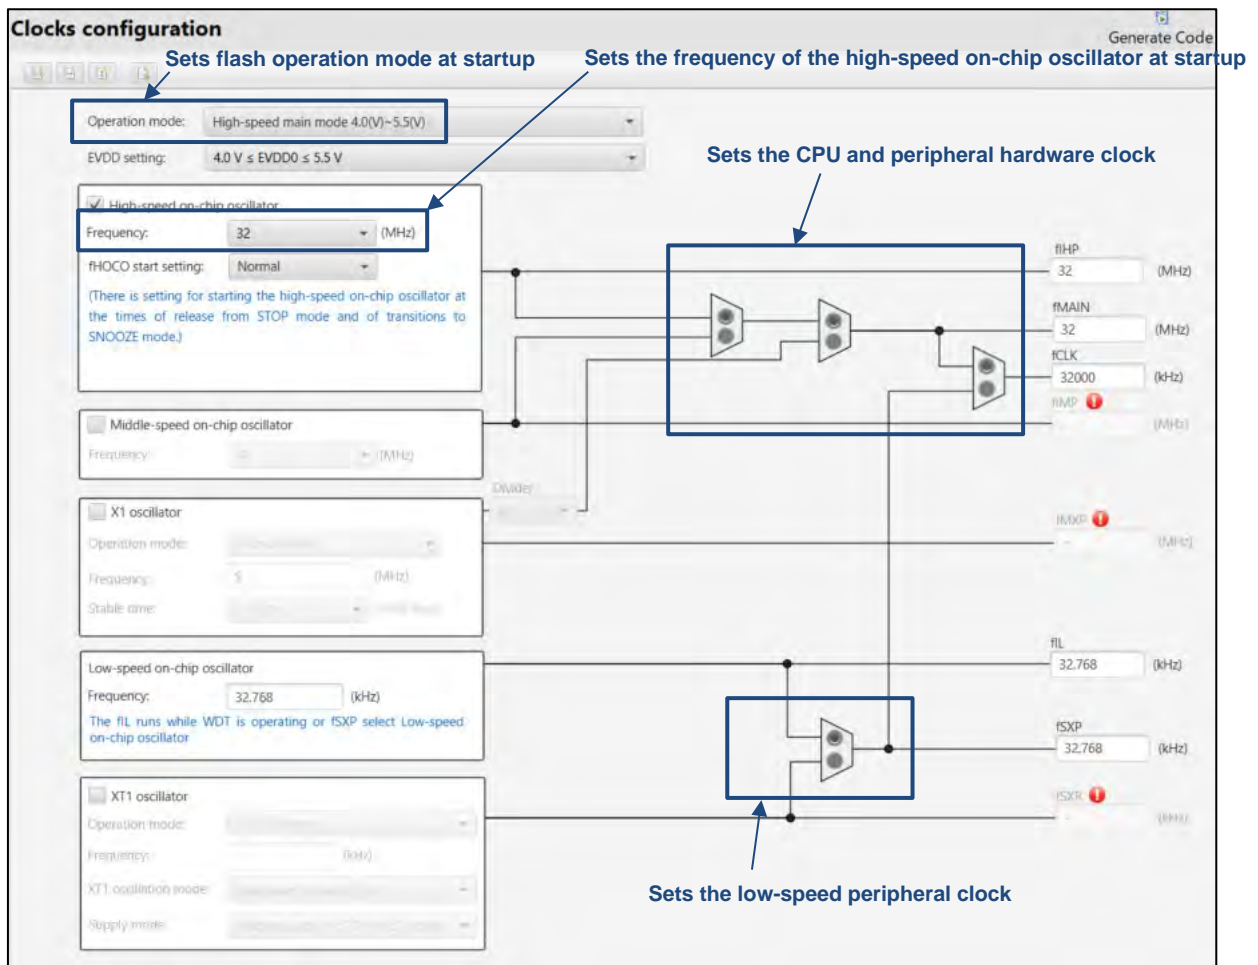 Clocks configuration
Generate Code
Sets flash operation mode at startup
Sets the frequency of the high-speed on-chip oscillator at startup
Operation mode: High-speed main mode 4.0(V)~5.5(V)
EVDD setting: 4.0 V ≤ EVDD0 ≤ 5.5 V
Sets the CPU and peripheral hardware clock
High-speed on-chip oscillator
Frequency: 32 (MHz)
fHOCO start setting: Normal
(There is setting for starting the high-speed on-chip oscillator at
the times of release from STOP mode and of transitions to
SNOOZE mode.)
fIHP
32 (MHz)
fMAIN
32 (MHz)
fCLK
32000 (kHz)
fIMP
- (MHz)
Middle-speed on-chip oscillator
Frequency: (MHz)
Divider
X1 oscillator
Operation mode:
Frequency: 5 (MHz)
Stable time:
fMXP
- (MHz)
Low-speed on-chip oscillator
Frequency: 32.768 (kHz)
The fIL runs while WDT is operating or fSXP select Low-speed
on-chip oscillator
fIL
32.768 (kHz)
fSXP
32.768 (kHz)
fSXR
- (kHz)
XT1 oscillator
Operation mode:
Frequency: (kHz)
XT1 oscillation mode:
Supply mode:
Sets the low-speed peripheral clock